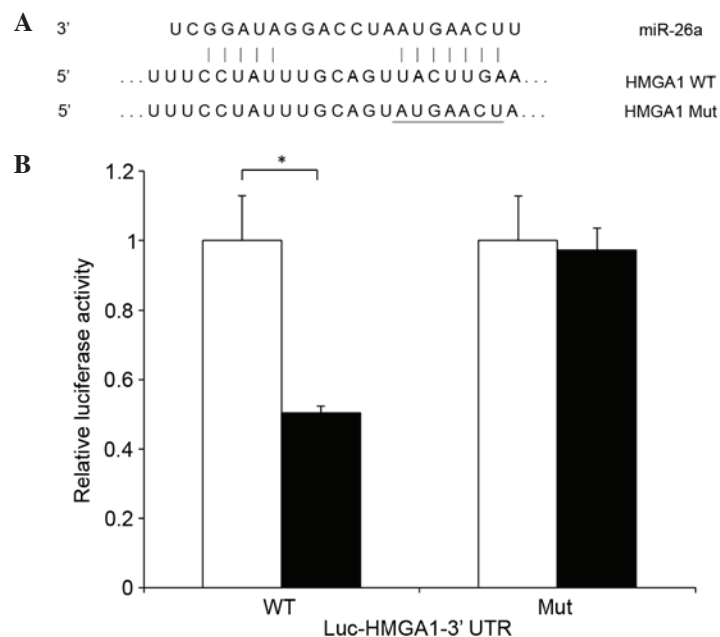 A
3' UCGGAUAGGACCUAAUGAACUU miR-26a
5' ...UUUCCUAUUUGCAGUUACUUGAA... HMGA1 WT
5' ...UUUCCUAUUUGCAGUAUGAACUA... HMGA1 Mut
B
Relative luciferase activity
1.2
1
0.8
0.6
0.4
0.2
0
*
WT Mut
Luc-HMGA1-3' UTR